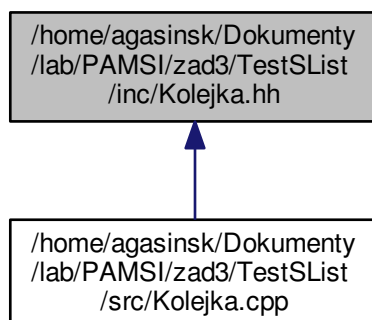 /home/agasinsk/Dokumenty
/lab/PAMSI/zad3/TestSList
/inc/Kolejka.hh
/home/agasinsk/Dokumenty
/lab/PAMSI/zad3/TestSList
/src/Kolejka.cpp